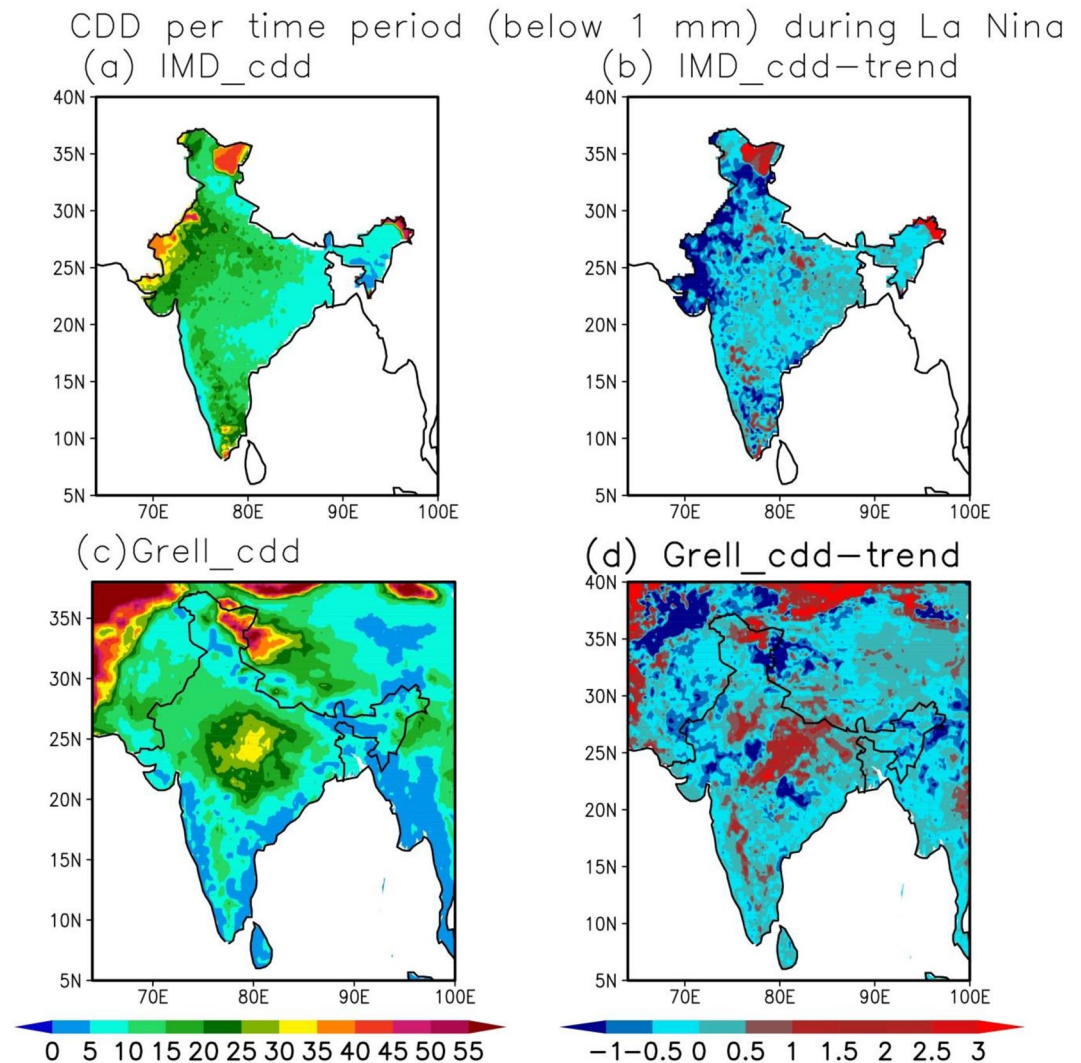 CDD per time period (below 1 mm) during La Nina
(a) IMD_cdd
(b) IMD_cdd-trend
40N
35N
30N
25N
20N
15N
10N
5N
70E 80E 90E 100E
40N
35N
30N
25N
20N
15N
10N
5N
70E 80E 90E 100E
(c)Grell_cdd
(d) Grell_cdd-trend
35N
30N
25N
20N
15N
10N
5N
70E 80E 90E 100E
40N
35N
30N
25N
20N
15N
10N
5N
70E 80E 90E 100E
0 5 10 15 20 25 30 35 40 45 50 55
-1 -0.5 0 0.5 1 1.5 2 2.5 3